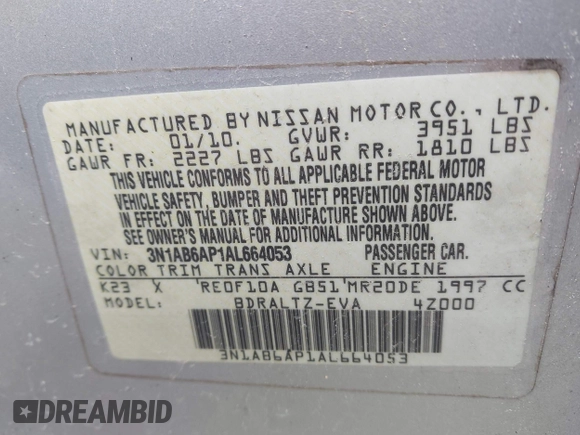 MANUFACTURED BY NISSAN MOTOR CO., LTD.
DATE: 01/10. GVWR: 3951 LBS
GAWR FR: 2227 LBS GAWR RR: 1810 LBS
THIS VEHICLE CONFORMS TO ALL APPLICABLE FEDERAL MOTOR
VEHICLE SAFETY, BUMPER AND THEFT PREVENTION STANDARDS
IN EFFECT ON THE DATE OF MANUFACTURE SHOWN ABOVE.
SEE OWNER'S MANUAL FOR ADDITIONAL INFORMATION.
VIN: 3N1AB6AP1AL664053 PASSENGER CAR.
COLOR TRIM TRANS AXLE ENGINE
K23 X 'RE0F10A GB51'MR20DE 1997 CC
MODEL: BDRALTZ-EVA 4Z000
3N1AB6AP1AL664053
DREAMBID